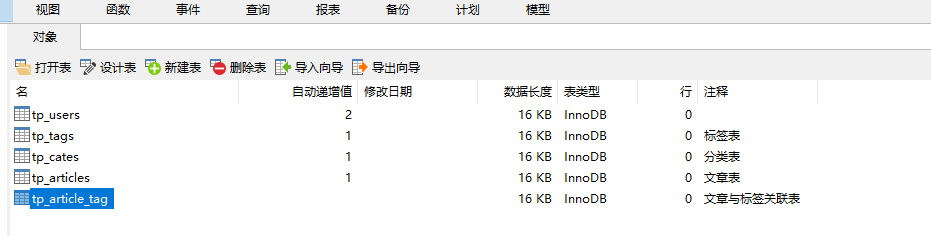 视图 函数 事件 查询 报表 备份 计划 模型
对象
打开表 设计表 新建表 删除表 导入向导 导出向导
名 自动递增值 修改日期 数据长度 表类型 行 注释
tp_users 2 16 KB InnoDB 0
tp_tags 1 16 KB InnoDB 0 标签表
tp_cates 1 16 KB InnoDB 0 分类表
tp_articles 1 16 KB InnoDB 0 文章表
tp_article_tag 16 KB InnoDB 0 文章与标签关联表